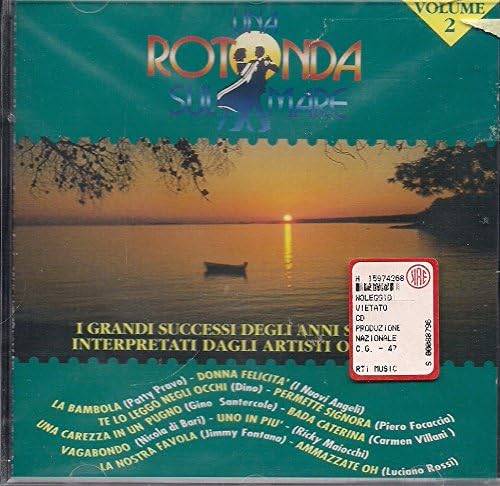 VOLUME
2
UNA
ROTONDA
SUL MARE
I GRANDI SUCCESSI DEGLI ANNI S
INTERPRETATI DAGLI ARTISTI O
SIAE
H 15974268
NOLEGGIO
VIETATO
CD
PRODUZIONE
NAZIONALE
C.G. - 47
RTI MUSIC
S 00860796
LA BAMBOLA (Patty Pravo) - DONNA FELICITA' (I Nuovi Angeli)
TE LO LEGGO NEGLI OCCHI (Dino) - PERMETTE SIGNORA (Piero Focaccia)
UNA CAREZZA IN UN PUGNO (Gino Santercole) - BADA CATERINA (Carmen Villani)
VAGABONDO (Nicola di Bari) - UNO IN PIU' - (Ricky Maiocchi)
LA NOSTRA FAVOLA (Jimmy Fontana) - AMMAZZATE OH (Luciano Rossi)